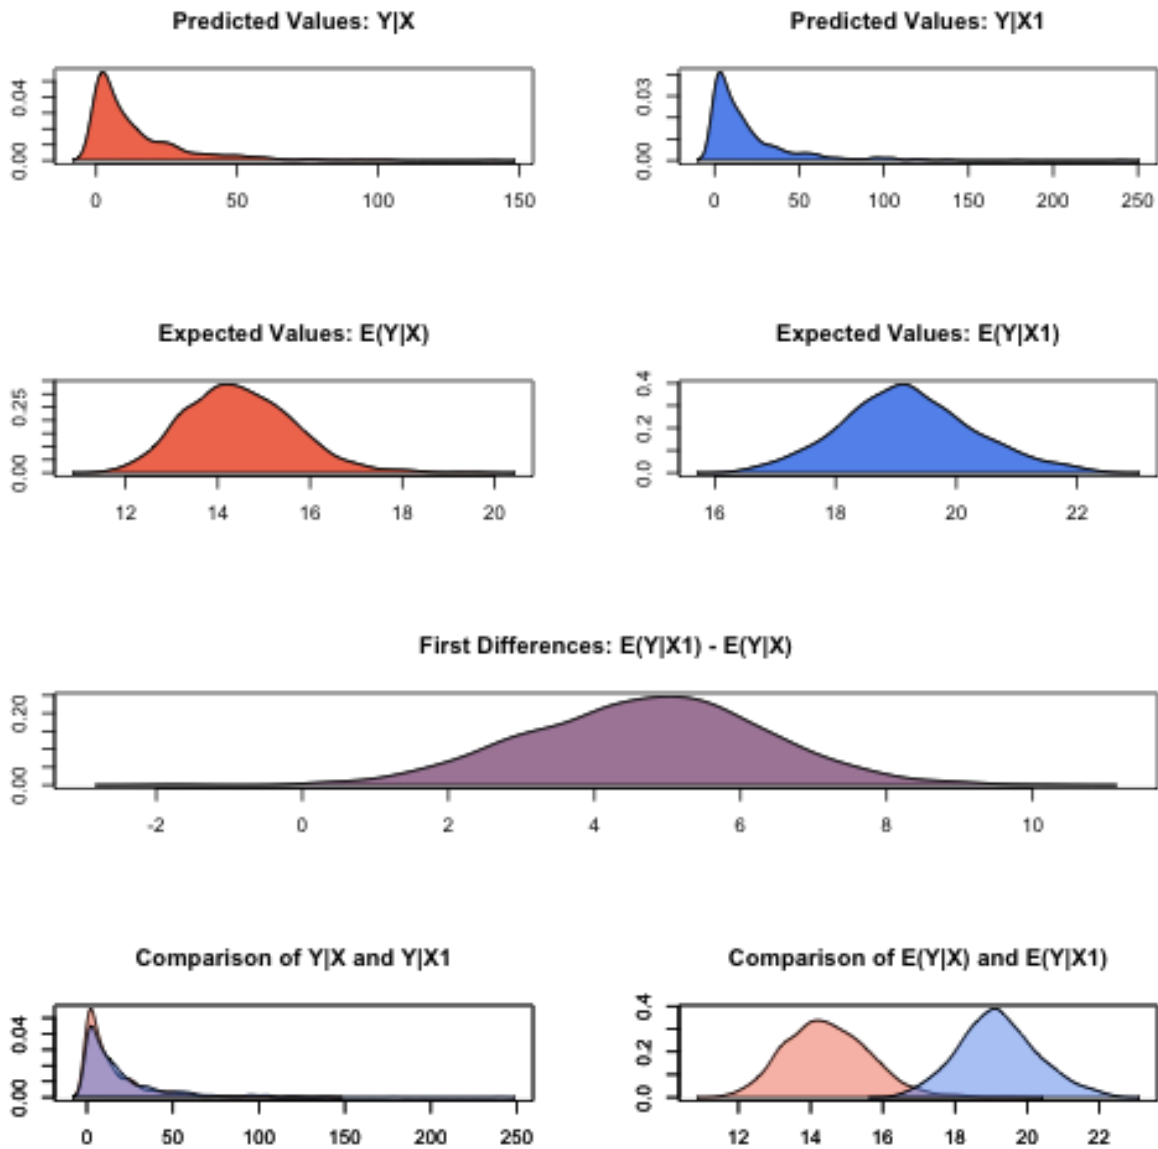 Predicted Values: Y|X
0.04
0.00
0 50 100 150
Predicted Values: Y|X1
0.03
0.00
0 50 100 150 200 250
Expected Values: E(Y|X)
0.25
0.00
12 14 16 18 20
Expected Values: E(Y|X1)
0.4
0.2
0.0
16 18 20 22
First Differences: E(Y|X1) - E(Y|X)
0.20
0.00
-2 0 2 4 6 8 10
Comparison of Y|X and Y|X1
0.04
0.00
0 50 100 150 200 250
Comparison of E(Y|X) and E(Y|X1)
0.4
0.2
0.0
12 14 16 18 20 22